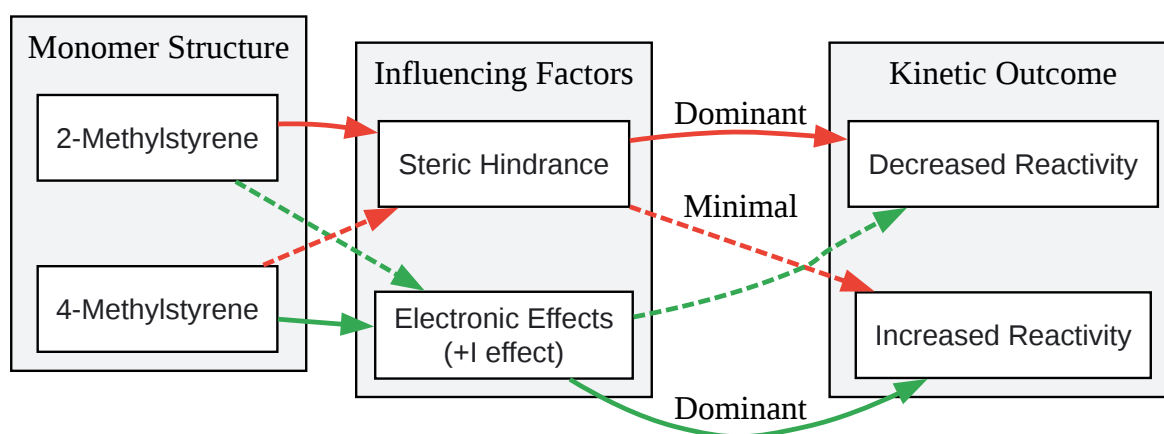 Monomer Structure
2-Methylstyrene
4-Methylstyrene
Influencing Factors
Steric Hindrance
Electronic Effects
(+I effect)
Dominant
Minimal
Dominant
Kinetic Outcome
Decreased Reactivity
Increased Reactivity